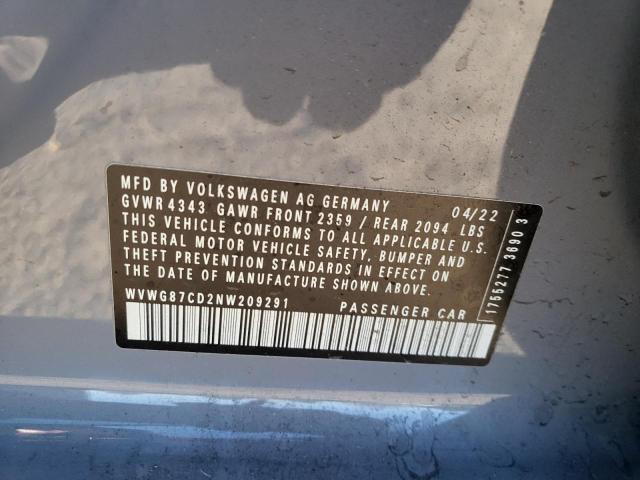 MFD BY VOLKSWAGEN AG GERMANY 04/22
GVWR 4343 GAWR FRONT 2359 / REAR 2094 LBS
THIS VEHICLE CONFORMS TO ALL APPLICABLE U.S.
FEDERAL MOTOR VEHICLE SAFETY, BUMPER AND
THEFT PREVENTION STANDARDS IN EFFECT ON
THE DATE OF MANUFACTURE SHOWN ABOVE.
WVWG87CD2NW209291 PASSENGER CAR
1755277 3690 3